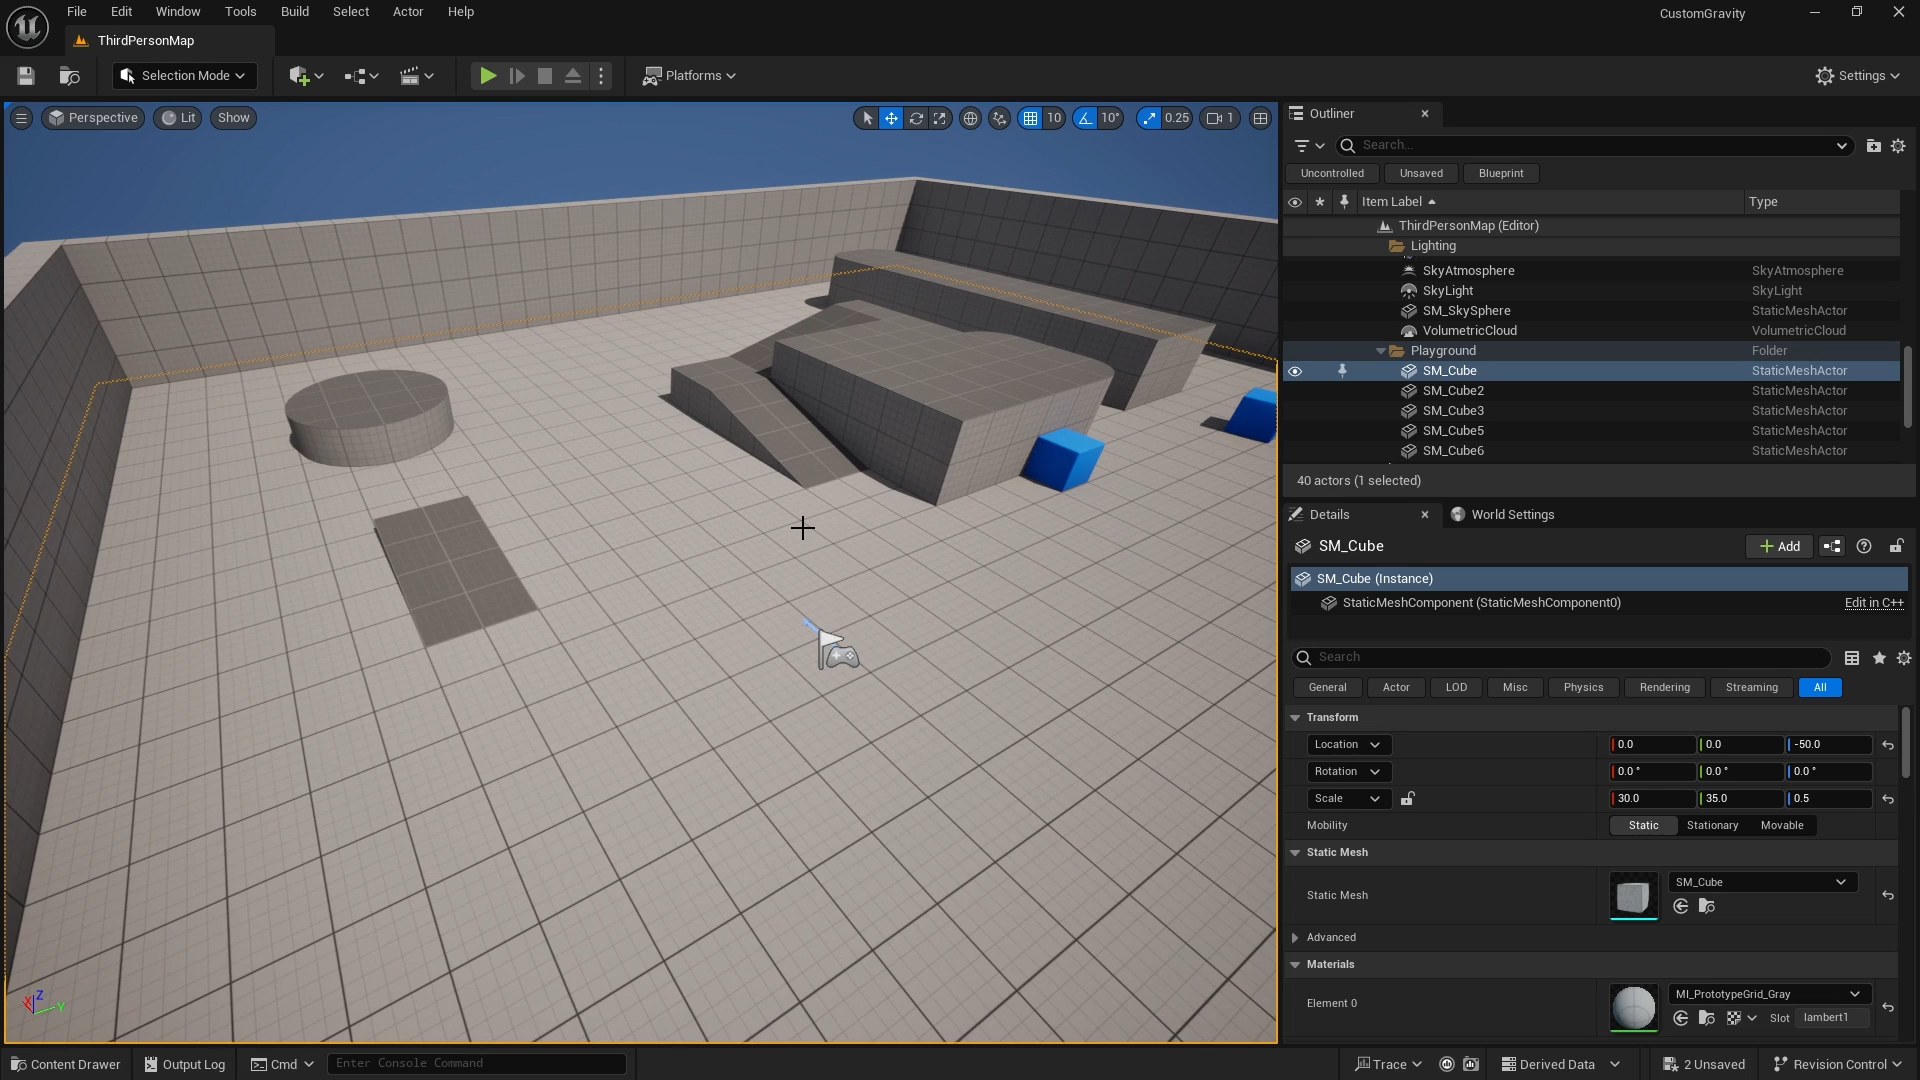 File Edit Window Tools Build Select Actor Help
CustomGravity
ThirdPersonMap
Selection Mode
Platforms
Settings
Perspective Lit Show
10 10° 0.25 1
Outliner
Search...
Uncontrolled Unsaved Blueprint
Item Label Type
ThirdPersonMap (Editor)
Lighting
SkyAtmosphere SkyAtmosphere
SkyLight SkyLight
SM_SkySphere StaticMeshActor
VolumetricCloud VolumetricCloud
Playground Folder
SM_Cube StaticMeshActor
SM_Cube2 StaticMeshActor
SM_Cube3 StaticMeshActor
SM_Cube5 StaticMeshActor
SM_Cube6 StaticMeshActor
40 actors (1 selected)
Details World Settings
SM_Cube
Add
SM_Cube (Instance)
StaticMeshComponent (StaticMeshComponent0) Edit in C++
Search
General Actor LOD Misc Physics Rendering Streaming All
Transform
Location 0.0 0.0 -50.0
Rotation 0.0 ° 0.0 ° 0.0 °
Scale 30.0 35.0 0.5
Mobility Static Stationary Movable
Static Mesh
Static Mesh SM_Cube
Advanced
Materials
Element 0 MI_PrototypeGrid_Gray
Slot lambert1
X Z Y
Content Drawer Output Log Cmd Enter Console Command Trace Derived Data 2 Unsaved Revision Control